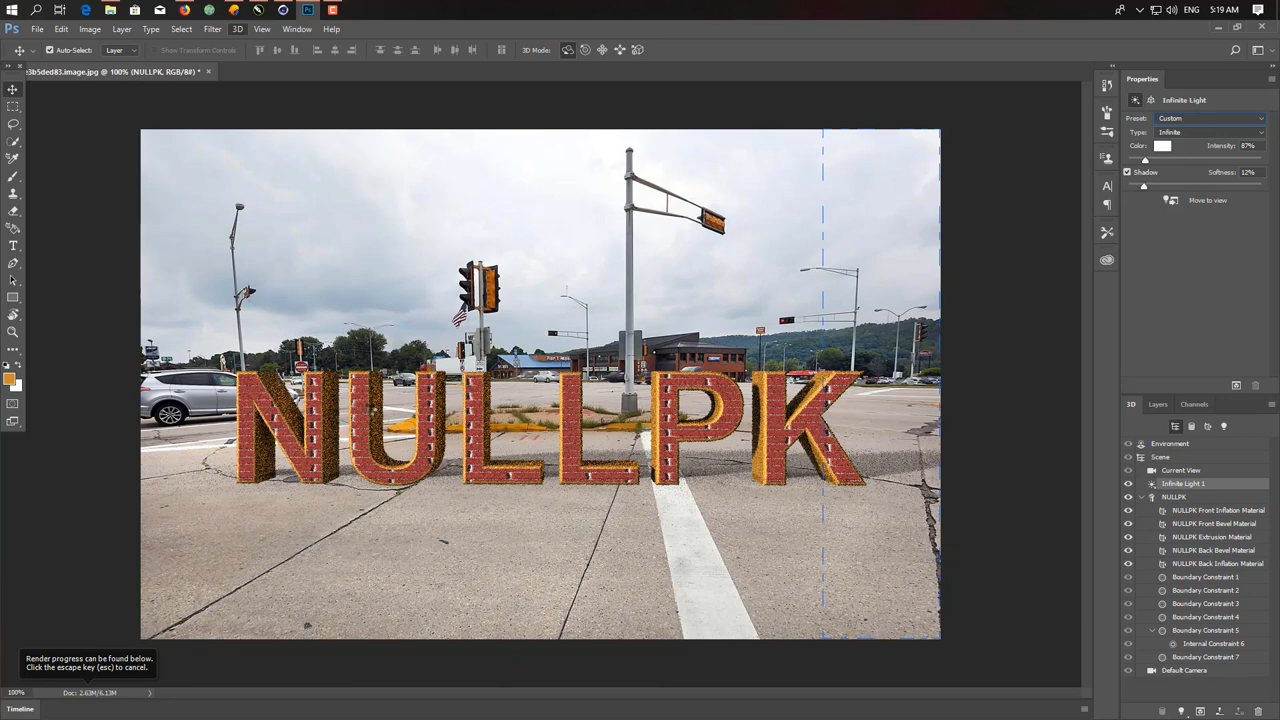 ENG
5:19 AM
Ps
File
Edit
Image
Layer
Type
Select
Filter
3D
View
Window
Help
Auto-Select:
Layer
Show Transform Controls
3D Mode:
e3b5ded83.image.jpg @ 100% (NULLPK, RGB/8#) *
NULLPK
Render progress can be found below.
Click the escape key (esc) to cancel.
100%
Doc: 2.63M/6.13M
Timeline
Properties
Infinite Light
Preset:
Custom
Type:
Infinite
Color:
Intensity:
87%
Shadow
Softness:
12%
Move to view
3D
Layers
Channels
Environment
Scene
Current View
Infinite Light 1
NULLPK
NULLPK Front Inflation Material
NULLPK Front Bevel Material
NULLPK Extrusion Material
NULLPK Back Bevel Material
NULLPK Back Inflation Material
Boundary Constraint 1
Boundary Constraint 2
Boundary Constraint 3
Boundary Constraint 4
Boundary Constraint 5
Internal Constraint 6
Boundary Constraint 7
Default Camera